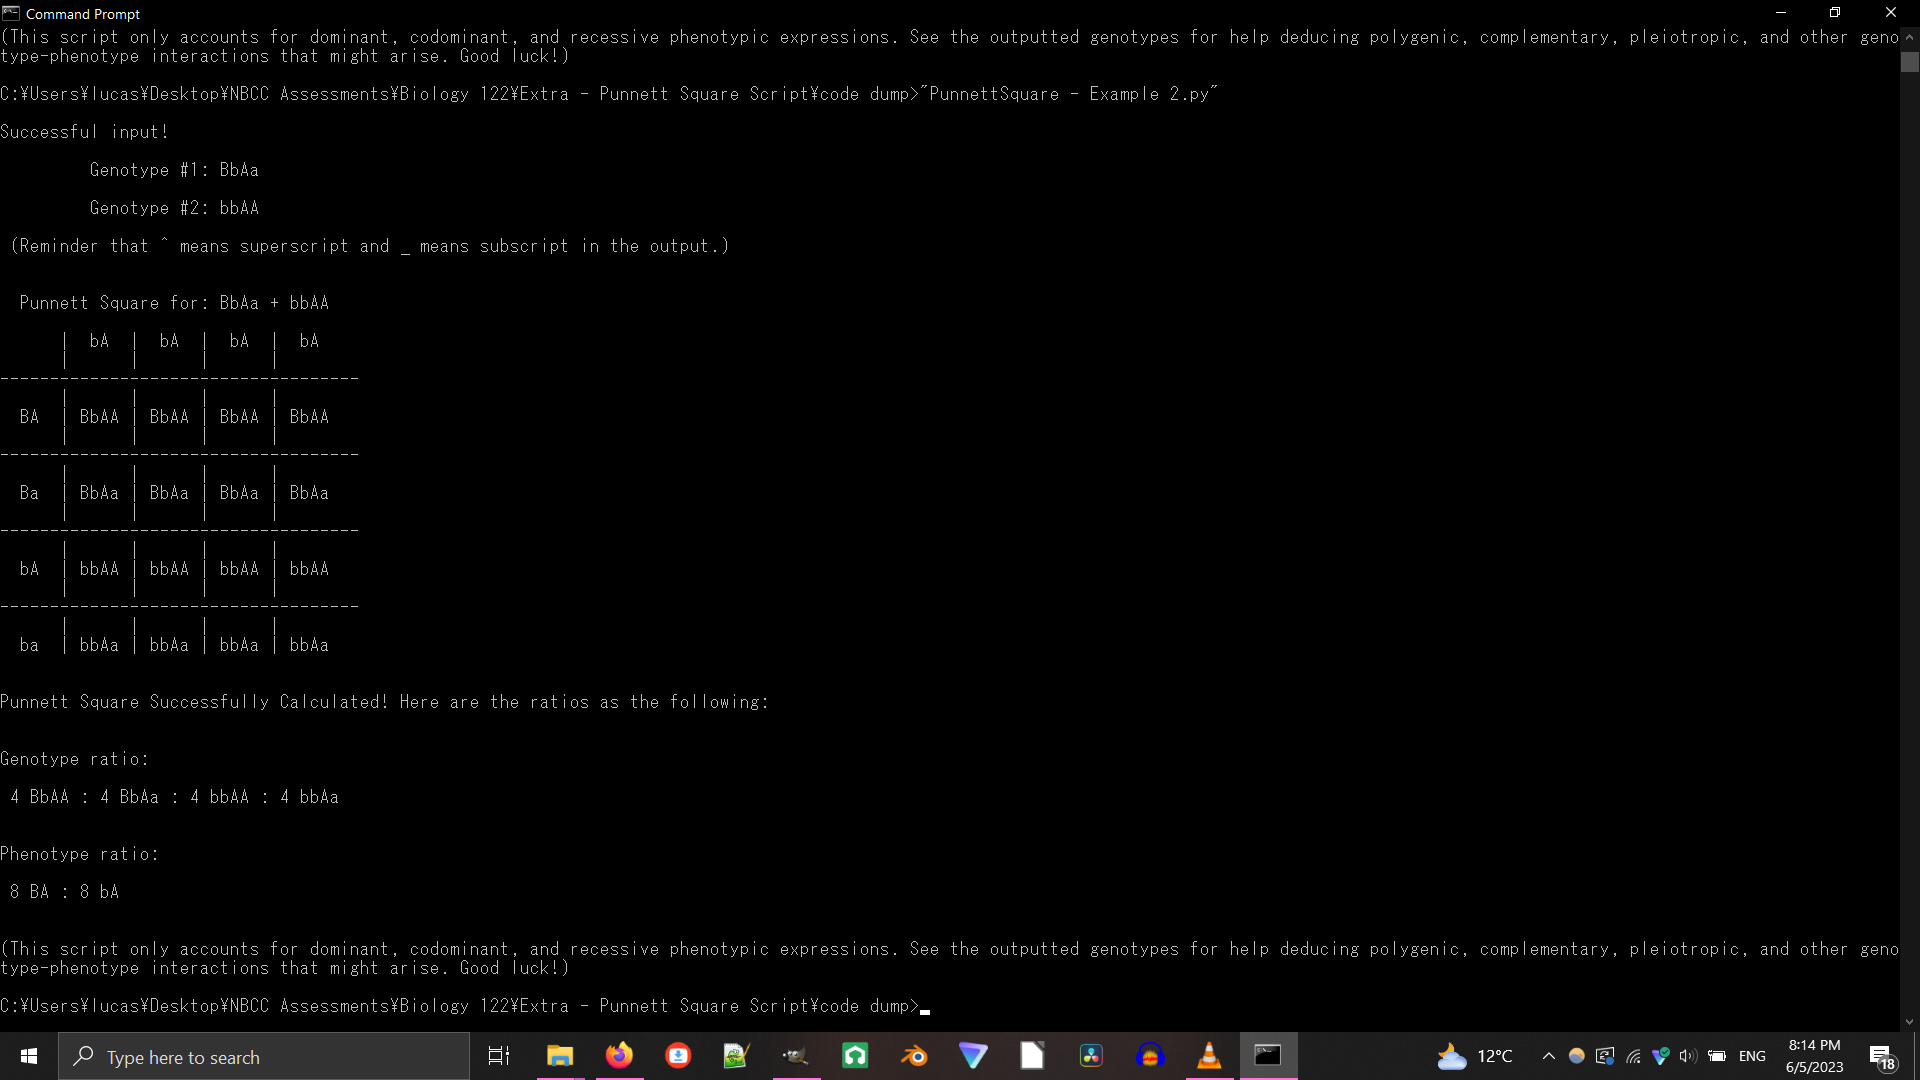 Command Prompt
(This script only accounts for dominant, codominant, and recessive phenotypic expressions. See the outputted genotypes for help deducing polygenic, complementary, pleiotropic, and other geno
type-phenotype interactions that might arise. Good luck!)
C:¥Users¥lucas¥Desktop¥NBCC Assessments¥Biology 122¥Extra - Punnett Square Script¥code dump>"PunnettSquare - Example 2.py"
Successful input!
Genotype #1: BbAa
Genotype #2: bbAA
(Reminder that ^ means superscript and _ means subscript in the output.)
Punnett Square for: BbAa + bbAA
| bA | bA | bA | bA
| | | |
------------------------------------
| | | |
BA | BbAA | BbAA | BbAA | BbAA
| | | |
------------------------------------
| | | |
Ba | BbAa | BbAa | BbAa | BbAa
| | | |
------------------------------------
| | | |
bA | bbAA | bbAA | bbAA | bbAA
| | | |
------------------------------------
| | | |
ba | bbAa | bbAa | bbAa | bbAa
Punnett Square Successfully Calculated! Here are the ratios as the following:
Genotype ratio:
4 BbAA : 4 BbAa : 4 bbAA : 4 bbAa
Phenotype ratio:
8 BA : 8 bA
(This script only accounts for dominant, codominant, and recessive phenotypic expressions. See the outputted genotypes for help deducing polygenic, complementary, pleiotropic, and other geno
type-phenotype interactions that might arise. Good luck!)
C:¥Users¥lucas¥Desktop¥NBCC Assessments¥Biology 122¥Extra - Punnett Square Script¥code dump>
Type here to search
12°C
ENG
8:14 PM
6/5/2023
18